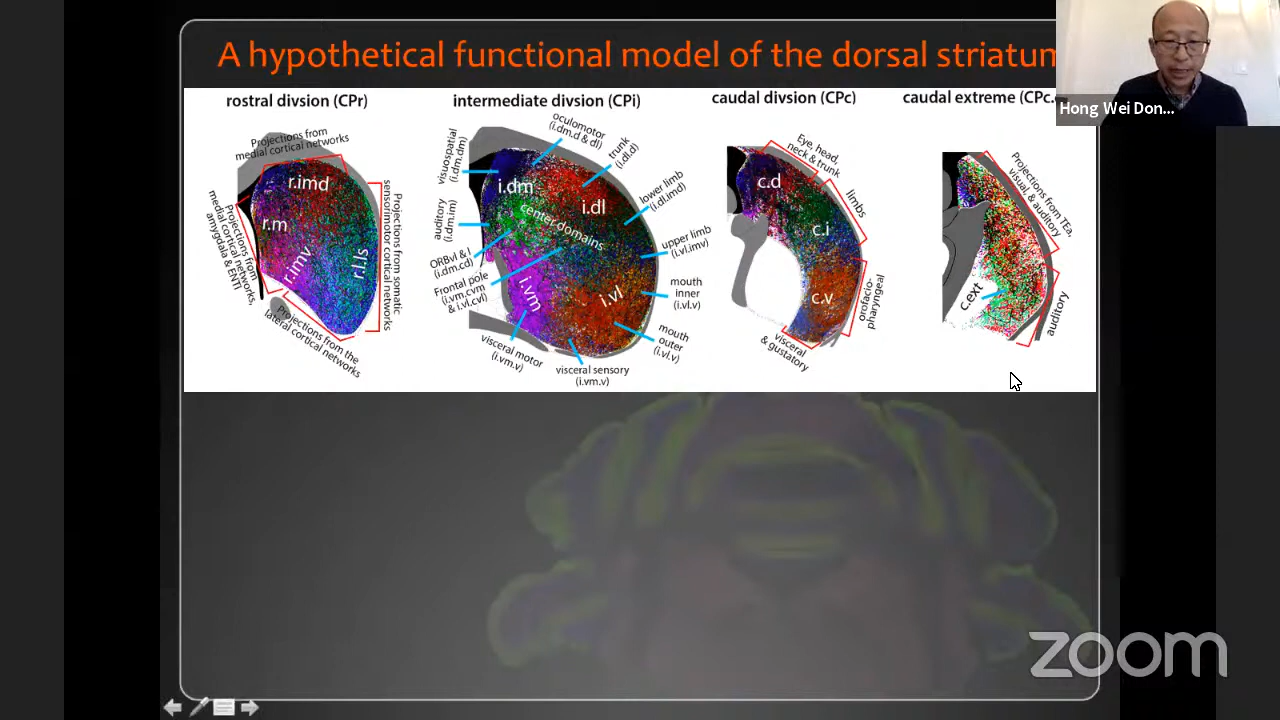 A hypothetical functional model of the dorsal striatum
Hong Wei Don...
rostral divsion (CPr)
Projections from
medial cortical networks
r.imd
r.m
r.imv
r.l.ls
Projections from
medial cortical networks,
amygdala & ENTl
Projections from somatic
sensorimotor cortical networks
Projections from the
lateral cortical networks
intermediate divsion (CPi)
visuospatial
(i.dm.dm)
oculomotor
(i.dm.d & dl)
trunk
(i.dl.d)
lower limb
(i.dl.imd)
upper limb
(i.vl.imv)
mouth
inner
(i.vl.v)
mouth
outer
(i.vl.v)
visceral sensory
(i.vm.v)
visceral motor
(i.vm.v)
Frontal pole
(i.vm.cvm
& i.vl.cvl)
ORBvl & l
(i.dm.cd)
auditory
(i.dm.im)
i.dm
i.dl
center domains
i.vm
i.vl
caudal divsion (CPc)
Eye, head,
neck & trunk
limbs
orofacio-
pharyngeal
visceral
& gustatory
c.d
c.i
c.v
caudal extreme (CPc.
Projections from TEa,
visual, & auditory
auditory
c.ext
zoom